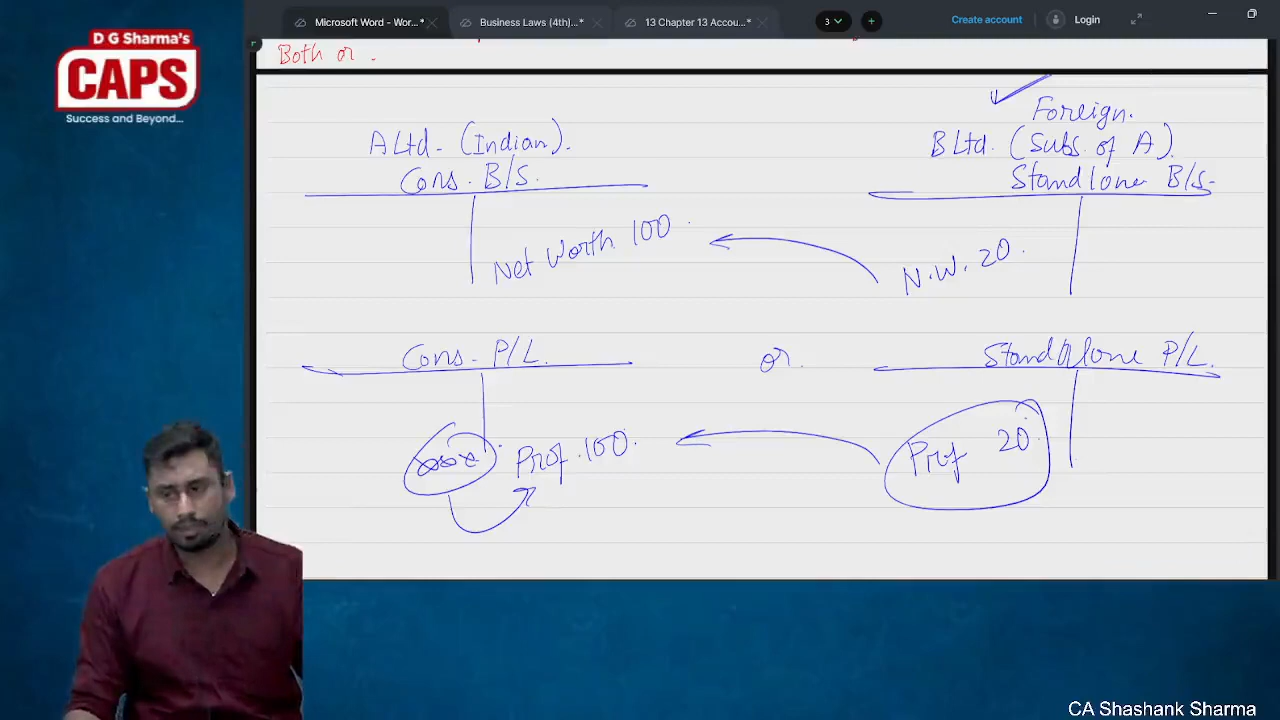 Microsoft Word - Wor...*
Business Laws (4th]...*
13 Chapter 13 Accou...*
3
Create account
Login
D G Sharma's
CAPS
Success and Beyond...
Both or
A Ltd- (Indian).
Cons. B/S.
Foreign.
B Ltd. (Subs. of A).
Standlone B/S-
Net Worth 100
N.W. 20.
Cons- P/L.
or
Standalone P/L.
Prof. 100
Prof 20
CA Shashank Sharma